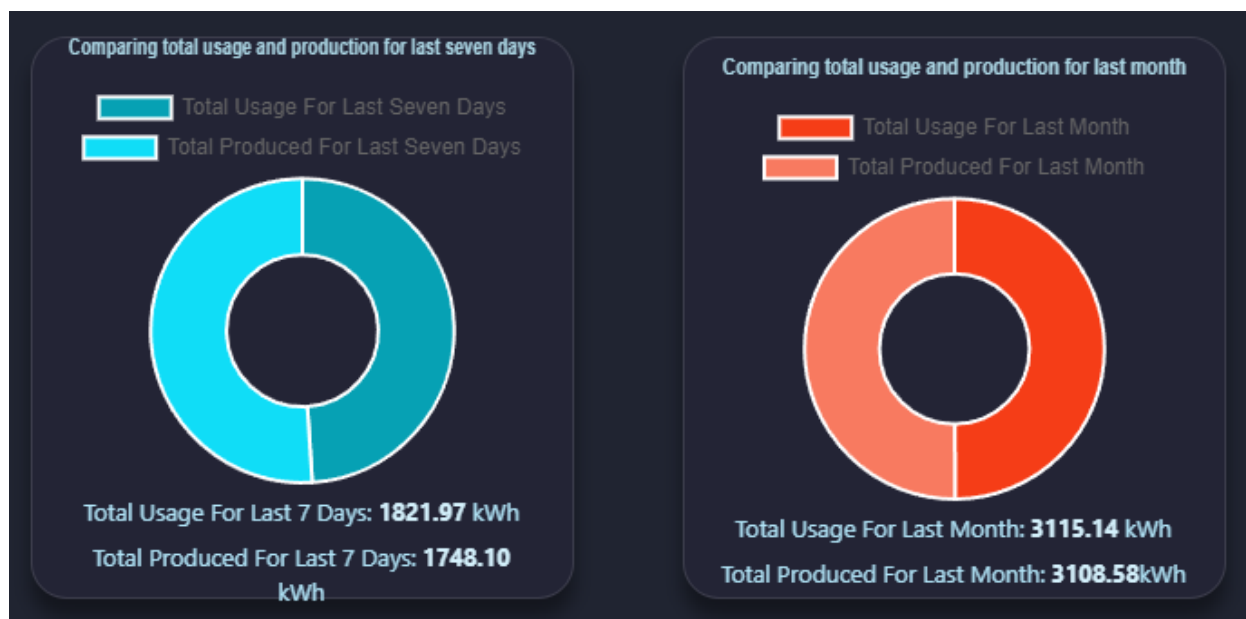 Comparing total usage and production for last seven days
Total Usage For Last Seven Days
Total Produced For Last Seven Days
Total Usage For Last 7 Days: 1821.97 kWh
Total Produced For Last 7 Days: 1748.10
kWh
Comparing total usage and production for last month
Total Usage For Last Month
Total Produced For Last Month
Total Usage For Last Month: 3115.14 kWh
Total Produced For Last Month: 3108.58kWh